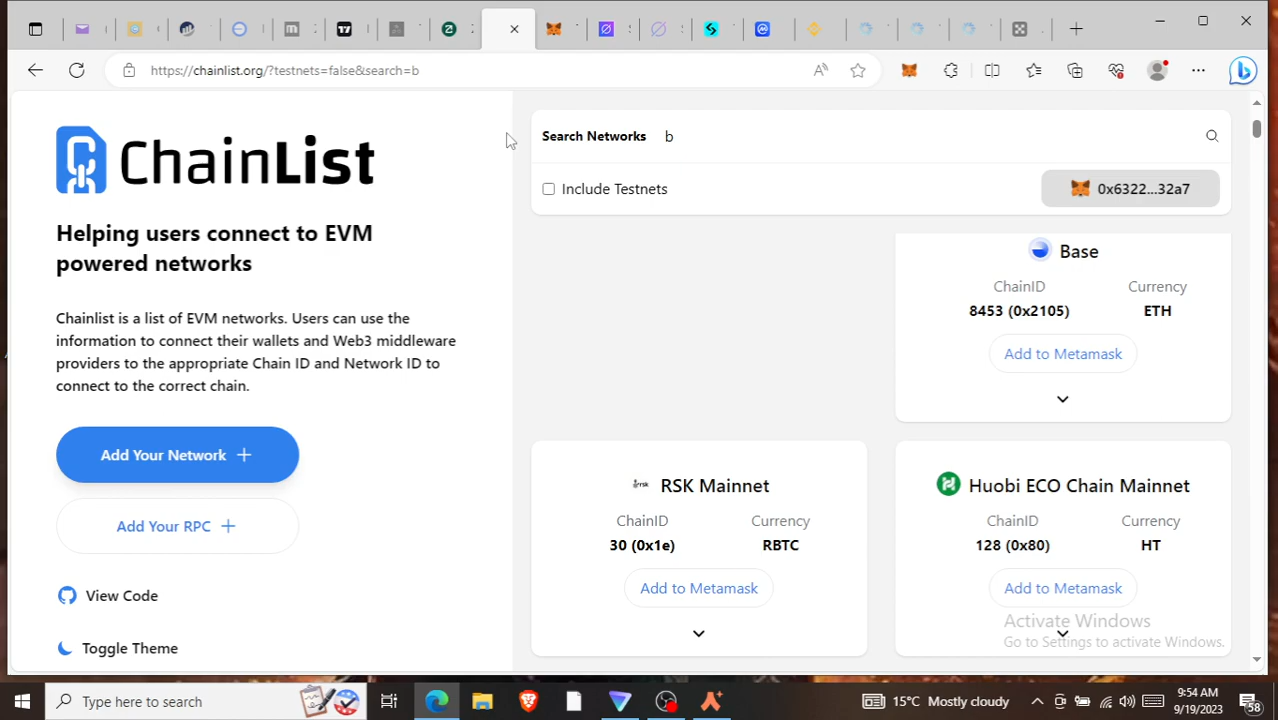 https://chainlist.org/?testnets=false&search=b
ChainList
Helping users connect to EVM
powered networks
Chainlist is a list of EVM networks. Users can use the
information to connect their wallets and Web3 middleware
providers to the appropriate Chain ID and Network ID to
connect to the correct chain.
Add Your Network
Add Your RPC
View Code
Toggle Theme
Search Networks b
Include Testnets
0x6322...32a7
Base
ChainID Currency
8453 (0x2105) ETH
Add to Metamask
RSK Mainnet
ChainID Currency
30 (0x1e) RBTC
Add to Metamask
Huobi ECO Chain Mainnet
ChainID Currency
128 (0x80) HT
Add to Metamask
Activate Windows
Go to Settings to activate Windows.
Type here to search
15°C Mostly cloudy
9:54 AM
9/19/2023
58